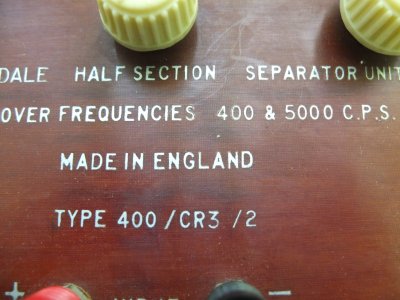 DALE HALF SECTION SEPARATOR UNIT
OVER FREQUENCIES 400 & 5000 C.P.S.
MADE IN ENGLAND
TYPE 400/CR3/2
+ −